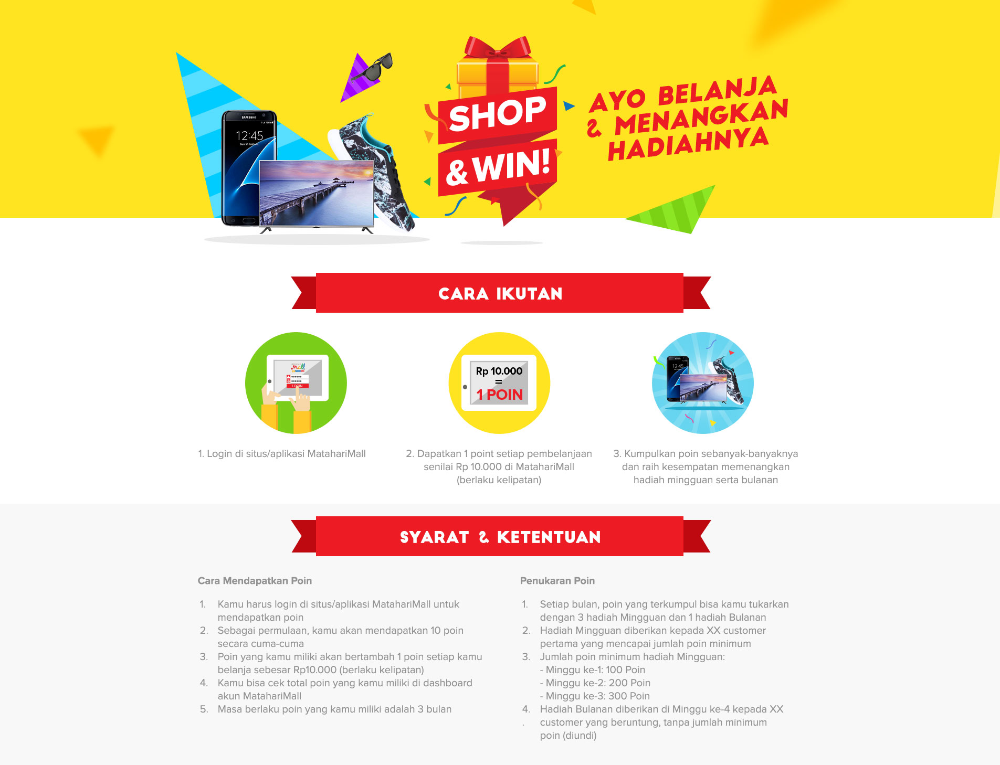 SAMSUNG
12:45
SHOP
& WIN!
AYO BELANJA
& MENANGKAN
HADIAHNYA
CARA IKUTAN
Mall
LOGIN
Rp 10.000
=
1 POIN
12:45
1. Login di situs/aplikasi MatahariMall
2. Dapatkan 1 point setiap pembelanjaan
senilai Rp 10.000 di MatahariMall
(berlaku kelipatan)
3. Kumpulkan poin sebanyak-banyaknya
dan raih kesempatan memenangkan
hadiah mingguan serta bulanan
SYARAT & KETENTUAN
Cara Mendapatkan Poin
1. Kamu harus login di situs/aplikasi MatahariMall untuk
mendapatkan poin
2. Sebagai permulaan, kamu akan mendapatkan 10 poin
secara cuma-cuma
3. Poin yang kamu miliki akan bertambah 1 poin setiap kamu
belanja sebesar Rp10.000 (berlaku kelipatan)
4. Kamu bisa cek total poin yang kamu miliki di dashboard
akun MatahariMall
5. Masa berlaku poin yang kamu miliki adalah 3 bulan
Penukaran Poin
1. Setiap bulan, poin yang terkumpul bisa kamu tukarkan
dengan 3 hadiah Mingguan dan 1 hadiah Bulanan
2. Hadiah Mingguan diberikan kepada XX customer
pertama yang mencapai jumlah poin minimum
3. Jumlah poin minimum hadiah Mingguan:
- Minggu ke-1: 100 Poin
- Minggu ke-2: 200 Poin
- Minggu ke-3: 300 Poin
4. Hadiah Bulanan diberikan di Minggu ke-4 kepada XX
. customer yang beruntung, tanpa jumlah minimum
poin (diundi)